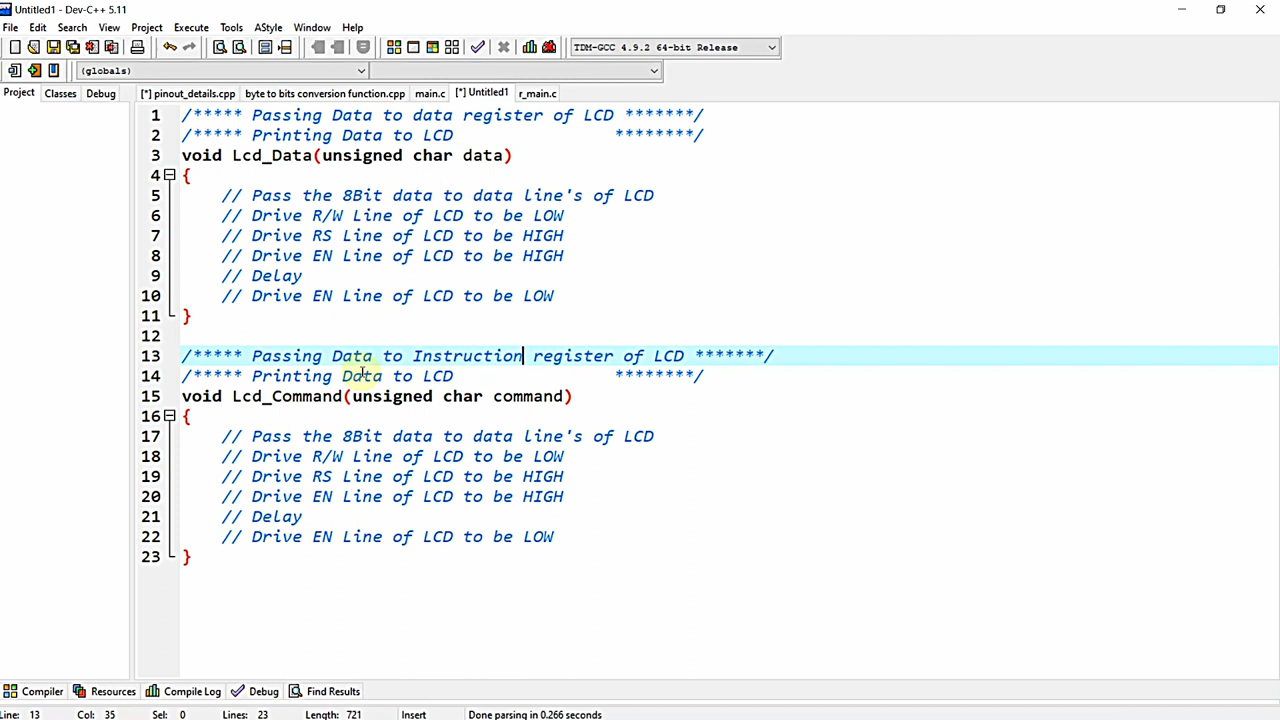 Untitled1 - Dev-C++ 5.11
File Edit Search View Project Execute Tools AStyle Window Help
TDM-GCC 4.9.2 64-bit Release
(globals)
Project Classes Debug
[*] pinout_details.cpp byte to bits conversion function.cpp main.c [*] Untitled1 r_main.c
1 /***** Passing Data to data register of LCD *******/
2 /***** Printing Data to LCD ********/
3 void Lcd_Data(unsigned char data)
4 {
5 // Pass the 8Bit data to data line's of LCD
6 // Drive R/W Line of LCD to be LOW
7 // Drive RS Line of LCD to be HIGH
8 // Drive EN Line of LCD to be HIGH
9 // Delay
10 // Drive EN Line of LCD to be LOW
11 }
12
13 /***** Passing Data to Instruction register of LCD *******/
14 /***** Printing Data to LCD ********/
15 void Lcd_Command(unsigned char command)
16 {
17 // Pass the 8Bit data to data line's of LCD
18 // Drive R/W Line of LCD to be LOW
19 // Drive RS Line of LCD to be HIGH
20 // Drive EN Line of LCD to be HIGH
21 // Delay
22 // Drive EN Line of LCD to be LOW
23 }
Compiler Resources Compile Log Debug Find Results
Line: 13 Col: 35 Sel: 0 Lines: 23 Length: 721 Insert Done parsing in 0.266 seconds